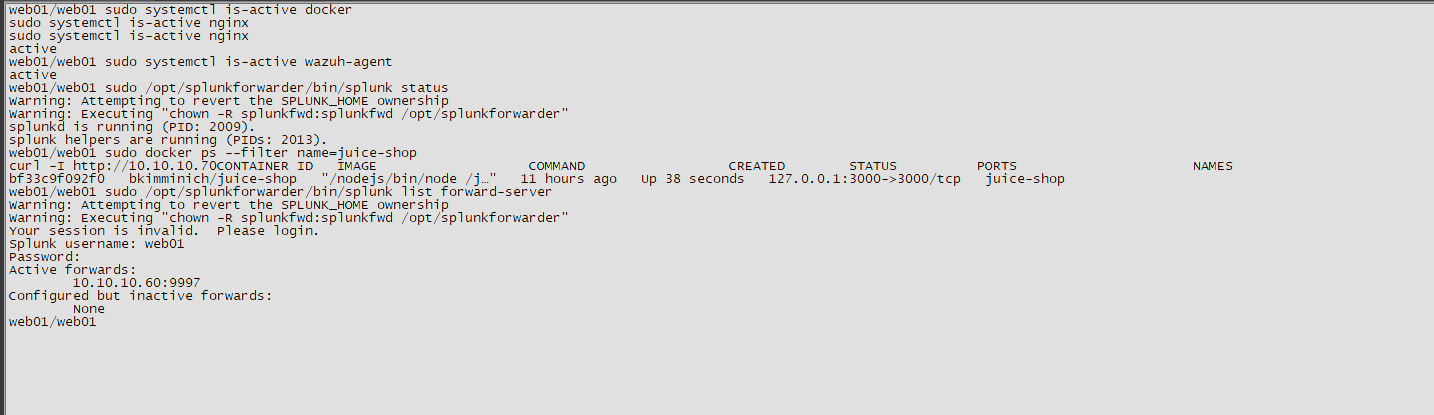 web01/web01 sudo systemctl is-active docker
sudo systemctl is-active nginx
sudo systemctl is-active nginx
active
web01/web01 sudo systemctl is-active wazuh-agent
active
web01/web01 sudo /opt/splunkforwarder/bin/splunk status
Warning: Attempting to revert the SPLUNK_HOME ownership
Warning: Executing "chown -R splunkfwd:splunkfwd /opt/splunkforwarder"
splunkd is running (PID: 2009).
splunk helpers are running (PIDs: 2013).
web01/web01 sudo docker ps --filter name=juice-shop
curl -I http://10.10.10.70CONTAINER ID   IMAGE                   COMMAND                  CREATED        STATUS          PORTS                      NAMES
bf33c9f092f0   bkimminich/juice-shop   "/nodejs/bin/node /j…"   11 hours ago   Up 38 seconds   127.0.0.1:3000->3000/tcp   juice-shop
web01/web01 sudo /opt/splunkforwarder/bin/splunk list forward-server
Warning: Attempting to revert the SPLUNK_HOME ownership
Warning: Executing "chown -R splunkfwd:splunkfwd /opt/splunkforwarder"
Your session is invalid.  Please login.
Splunk username: web01
Password:
Active forwards:
        10.10.10.60:9997
Configured but inactive forwards:
        None
web01/web01